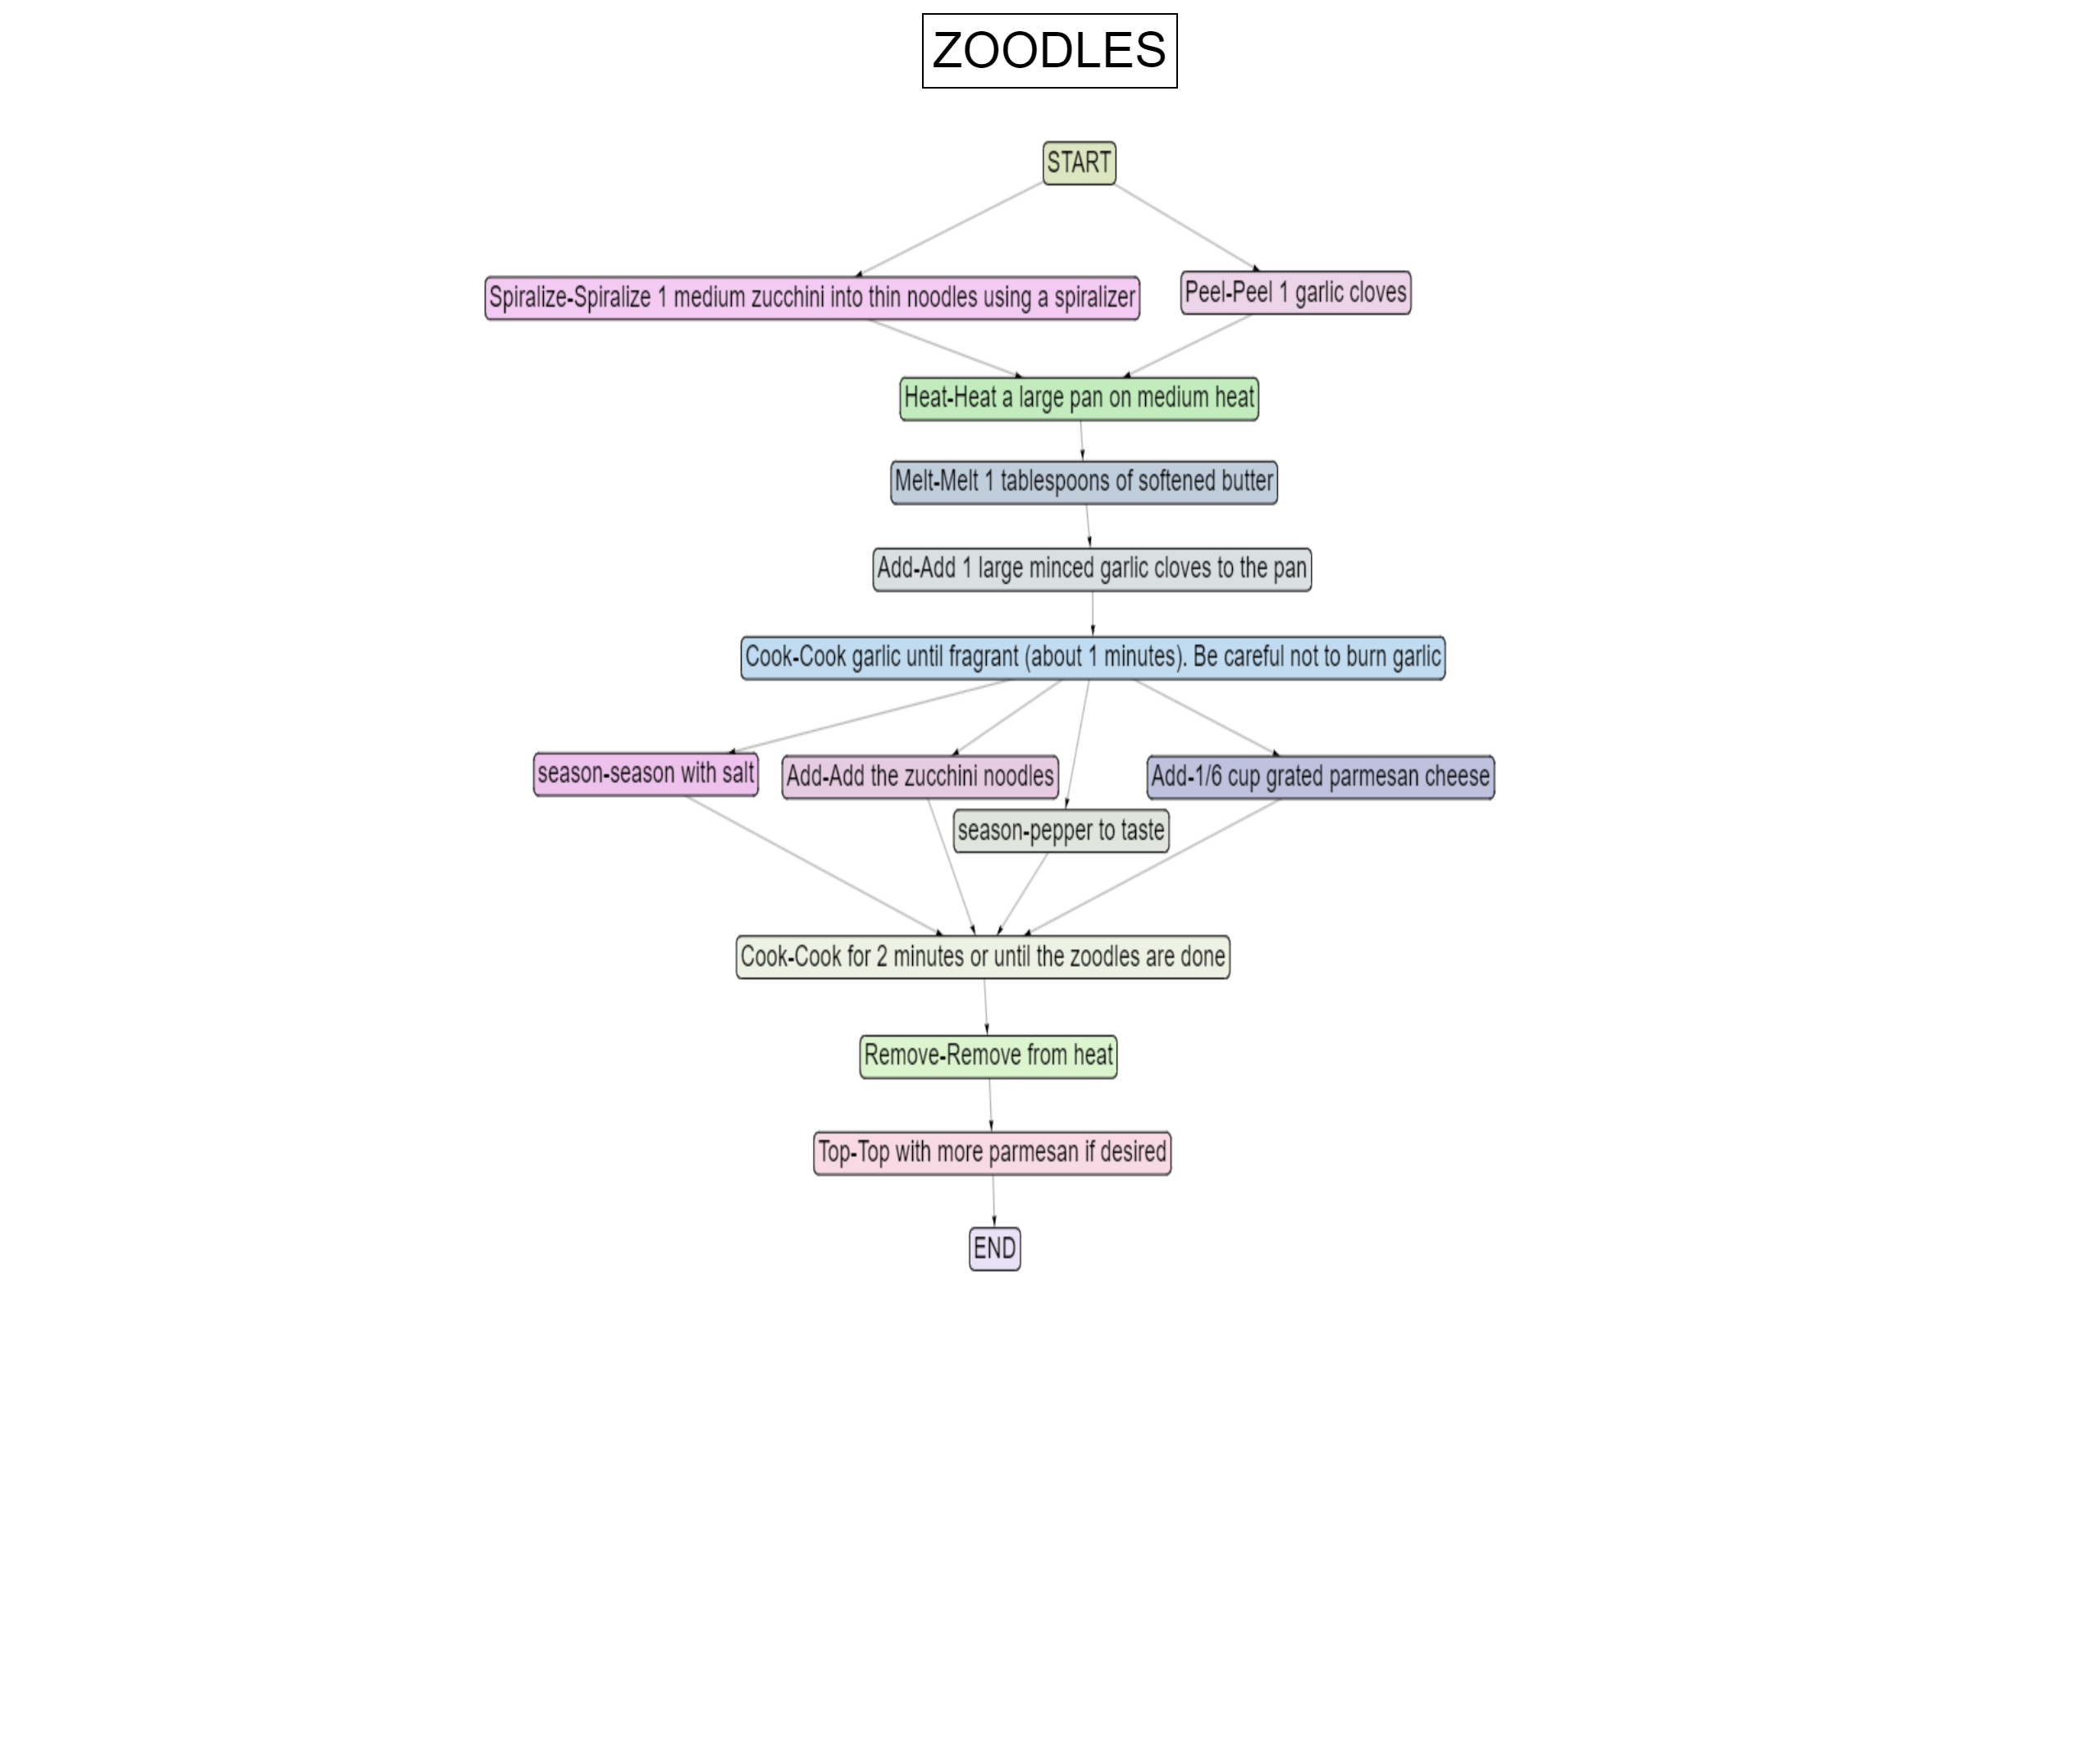 ZOODLES
START
Spiralize-Spiralize 1 medium zucchini into thin noodles using a spiralizer
Peel-Peel 1 garlic cloves
Heat-Heat a large pan on medium heat
Melt-Melt 1 tablespoons of softened butter
Add-Add 1 large minced garlic cloves to the pan
Cook-Cook garlic until fragrant (about 1 minutes). Be careful not to burn garlic
season-season with salt
Add-Add the zucchini noodles
Add-1/6 cup grated parmesan cheese
season-pepper to taste
Cook-Cook for 2 minutes or until the zoodles are done
Remove-Remove from heat
Top-Top with more parmesan if desired
END